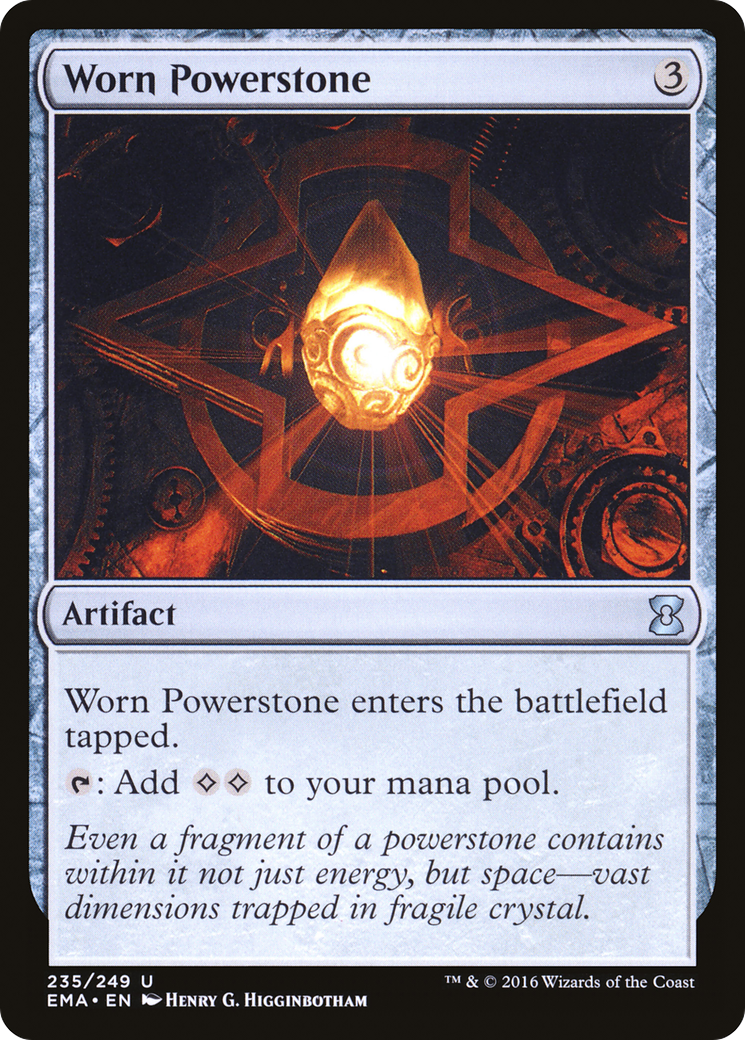 Worn Powerstone
3
Artifact
Worn Powerstone enters the battlefield
tapped.
: Add to your mana pool.
Even a fragment of a powerstone contains
within it not just energy, but space—vast
dimensions trapped in fragile crystal.
235/249 U
EMA • EN Henry G. Higginbotham
™ & © 2016 Wizards of the Coast